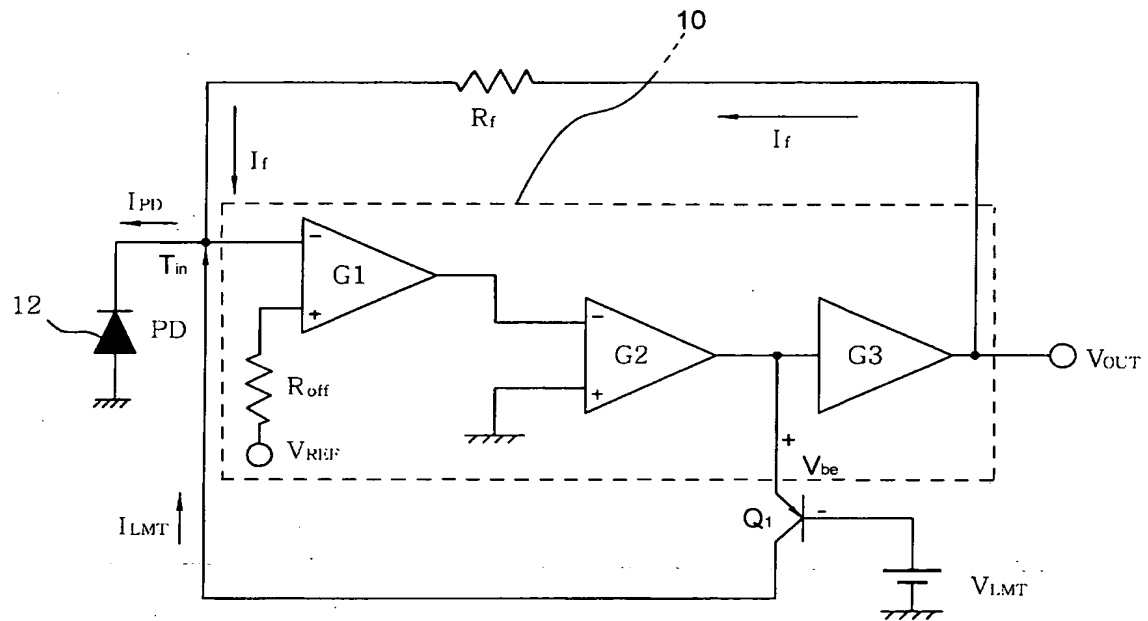 10
Rf
If
If
IPD
Tin
− G1
+
12
PD
Roff
VREF
− G2
+
G3
VOUT
+
Vbe
ILMT
Q1
-
VLMT